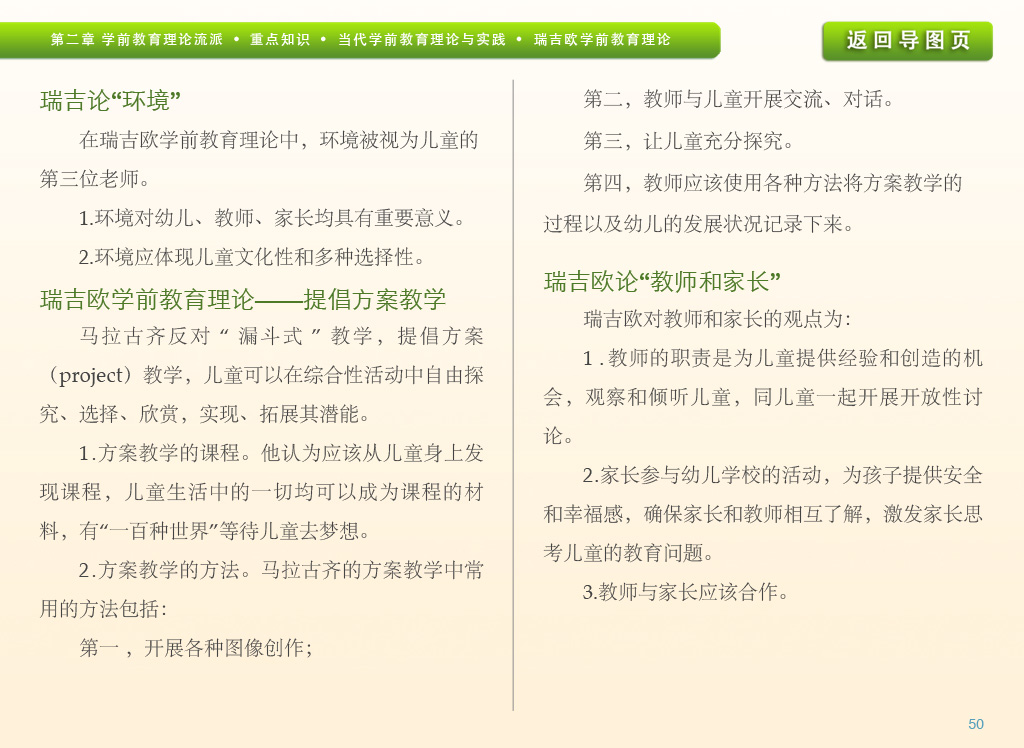 第二章 学前教育理论流派 • 重点知识 • 当代学前教育理论与实践 • 瑞吉欧学前教育理论
返回导图页
瑞吉论“环境”
在瑞吉欧学前教育理论中，环境被视为儿童的
第三位老师。
1.环境对幼儿、教师、家长均具有重要意义。
2.环境应体现儿童文化性和多种选择性。
瑞吉欧学前教育理论——提倡方案教学
马拉古齐反对“漏斗式”教学，提倡方案
（project）教学，儿童可以在综合性活动中自由探
究、选择、欣赏，实现、拓展其潜能。
1.方案教学的课程。他认为应该从儿童身上发
现课程，儿童生活中的一切均可以成为课程的材
料，有“一百种世界”等待儿童去梦想。
2.方案教学的方法。马拉古齐的方案教学中常
用的方法包括：
第一，开展各种图像创作；
第二，教师与儿童开展交流、对话。
第三，让儿童充分探究。
第四，教师应该使用各种方法将方案教学的
过程以及幼儿的发展状况记录下来。
瑞吉欧论“教师和家长”
瑞吉欧对教师和家长的观点为：
1.教师的职责是为儿童提供经验和创造的机
会，观察和倾听儿童，同儿童一起开展开放性讨
论。
2.家长参与幼儿学校的活动，为孩子提供安全
和幸福感，确保家长和教师相互了解，激发家长思
考儿童的教育问题。
3.教师与家长应该合作。
50